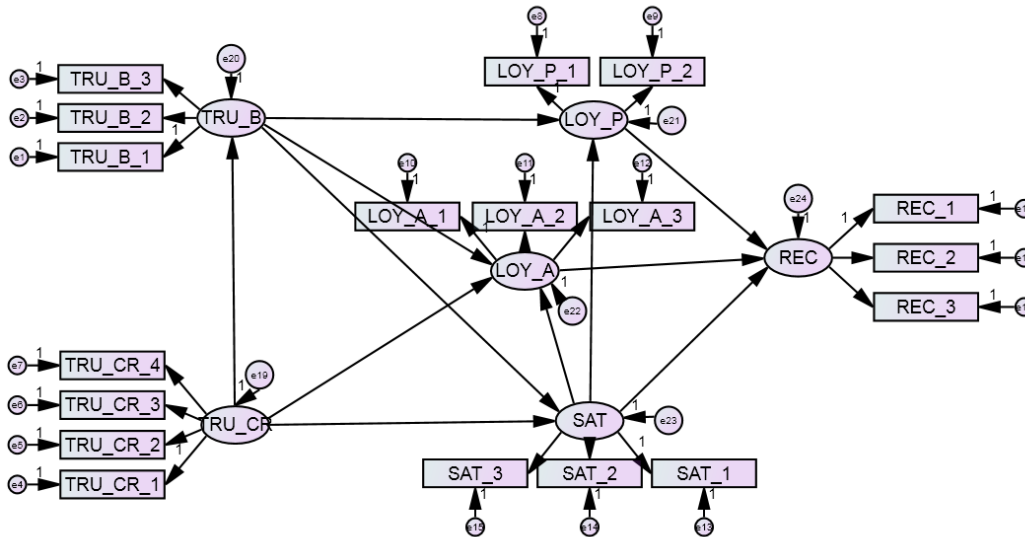 e8
e9
1
1
LOY_P_1
LOY_P_2
1
e20
1
e3
1
TRU_B_3
e2
1
TRU_B_2
e1
1
TRU_B_1
1
TRU_B
LOY_P
1
e21
e10
e11
e12
1
1
1
LOY_A_1
LOY_A_2
LOY_A_3
1
LOY_A
1
e22
e24
1
REC
1
REC_1
1
REC_2
1
REC_3
1
e7
1
TRU_CR_4
e6
1
TRU_CR_3
e5
1
TRU_CR_2
e4
1
TRU_CR_1
1
e19
1
TRU_CR
SAT
1
e23
1
SAT_3
SAT_2
SAT_1
1
1
1
e15
e14
e13